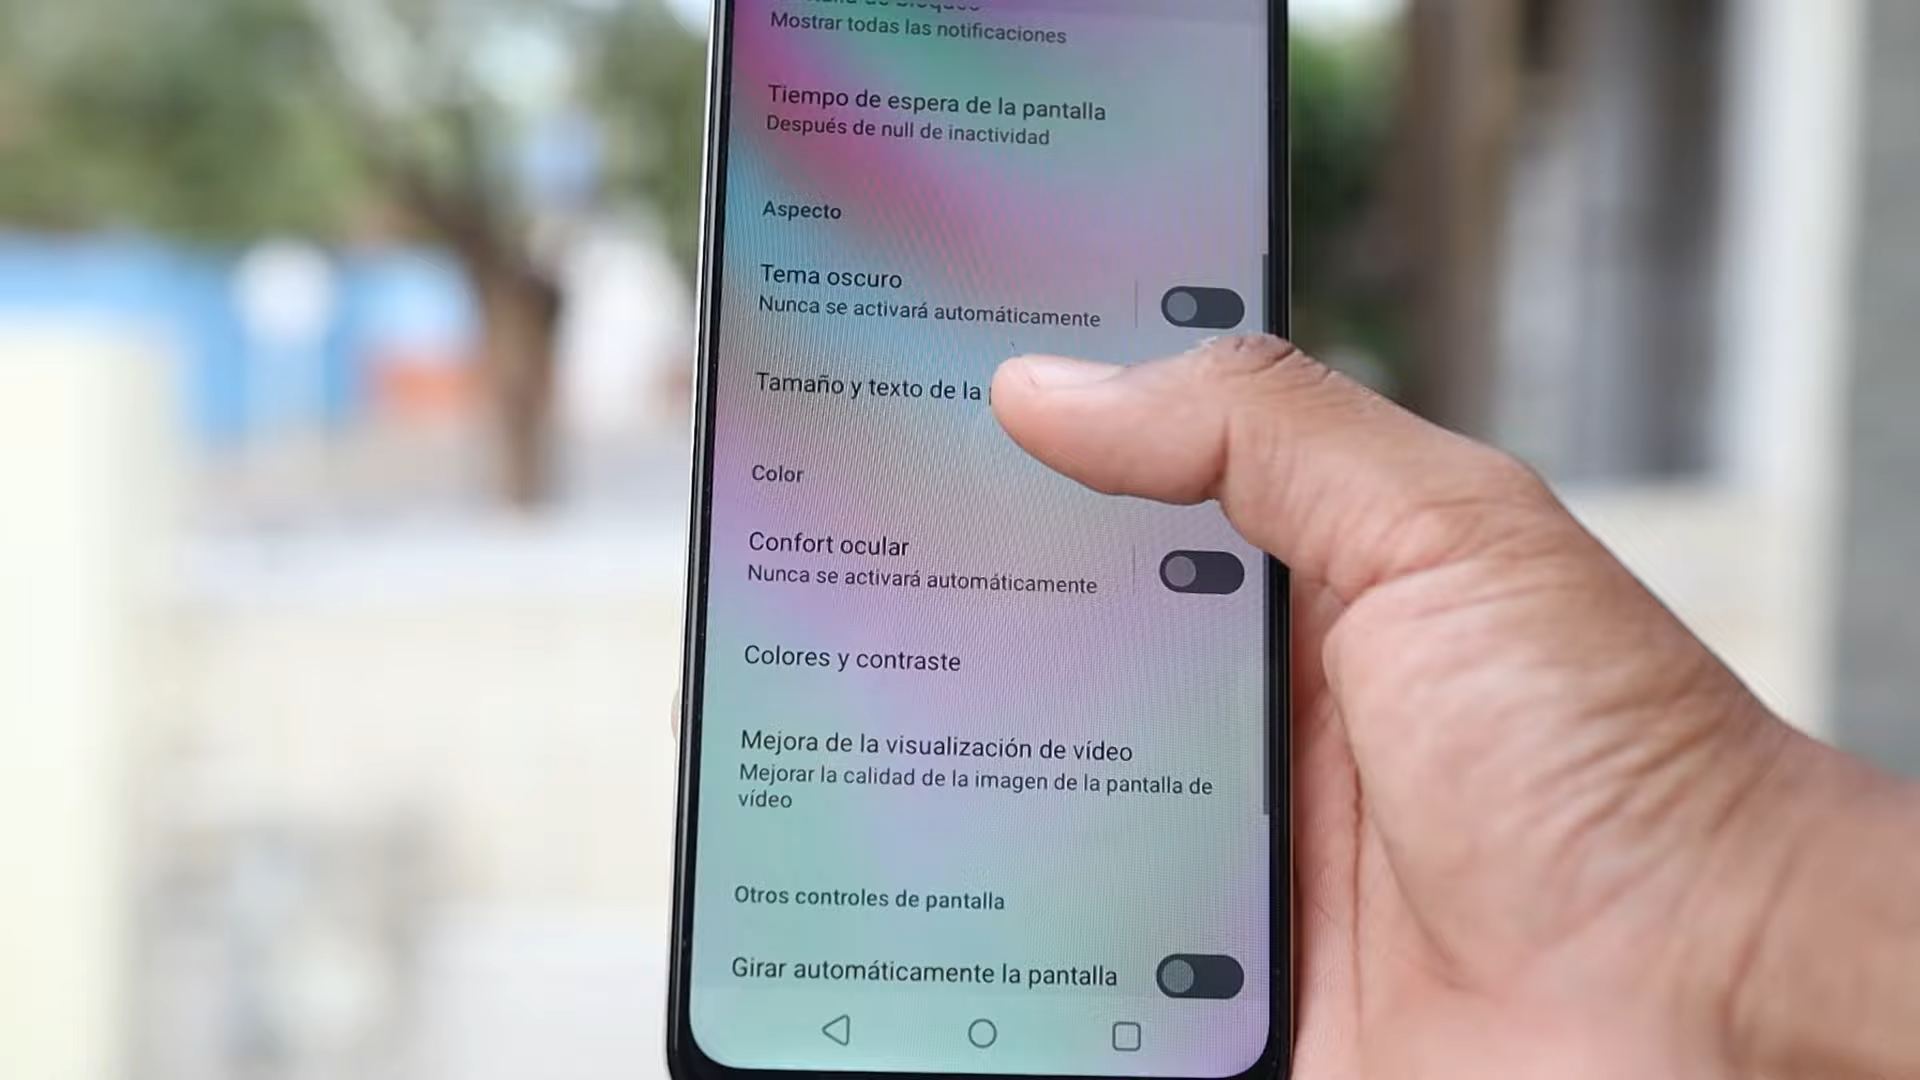 Mostrar todas las notificaciones
Tiempo de espera de la pantalla
Después de null de inactividad
Aspecto
Tema oscuro
Nunca se activará automáticamente
Tamaño y texto de la
Color
Confort ocular
Nunca se activará automáticamente
Colores y contraste
Mejora de la visualización de vídeo
Mejorar la calidad de la imagen de la pantalla de
vídeo
Otros controles de pantalla
Girar automáticamente la pantalla